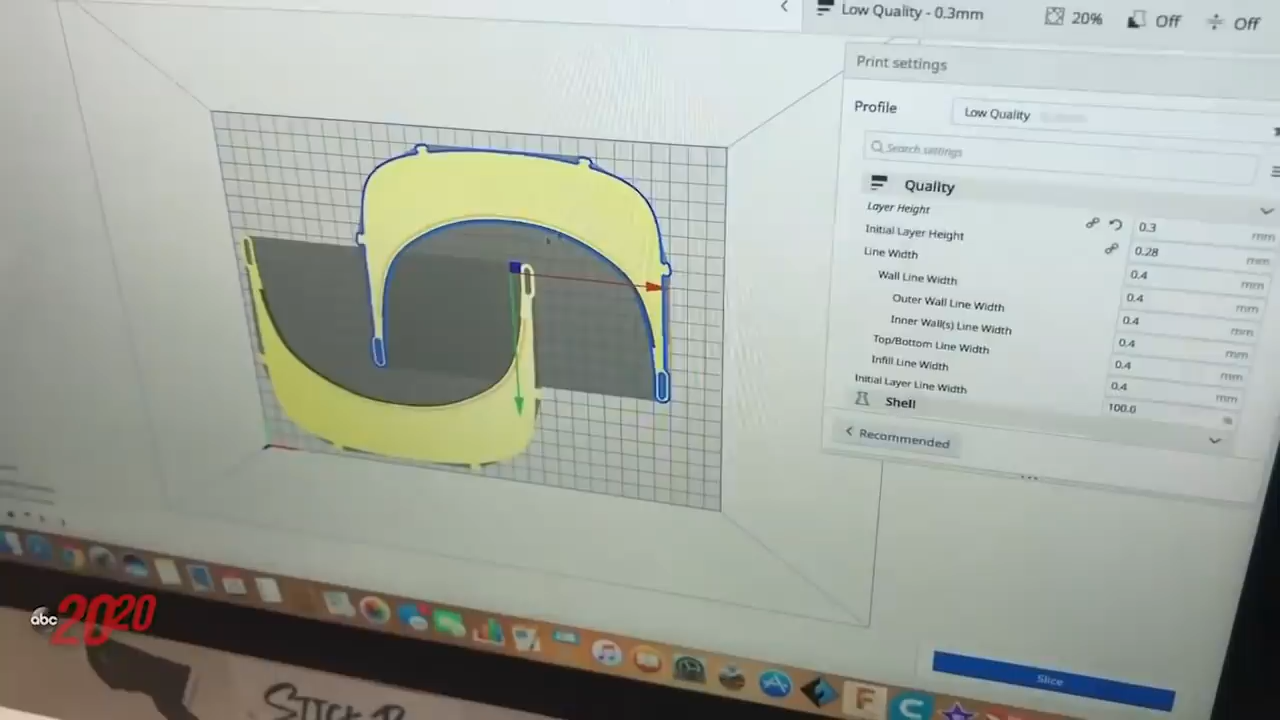 Low Quality - 0.3mm
20%
Off
Off
Print settings
Profile
Low Quality
Search settings
Quality
Layer Height
0.3
mm
Initial Layer Height
0.28
mm
Line Width
0.4
mm
Wall Line Width
0.4
mm
Outer Wall Line Width
0.4
mm
Inner Wall(s) Line Width
0.4
mm
Top/Bottom Line Width
0.4
mm
Infill Line Width
0.4
mm
Initial Layer Line Width
100.0
%
Shell
Recommended
Slice
F
C
abc
2020